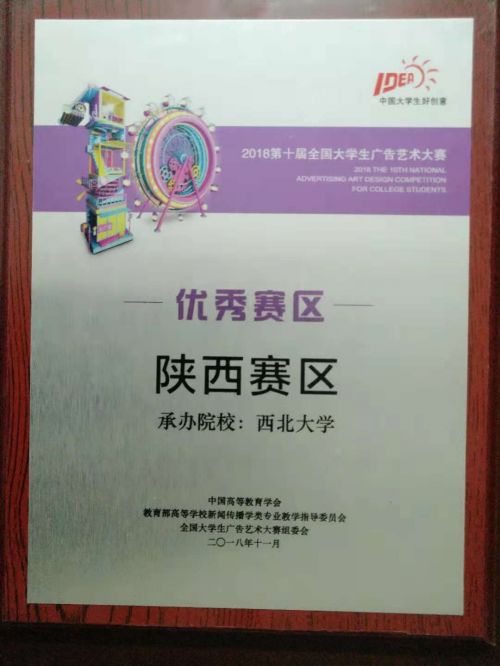 IDEA
中国大学生好创意
2018第十届全国大学生广告艺术大赛
2018 THE 10TH NATIONAL
ADVERTISING ART DESIGN COMPETITION
FOR COLLEGE STUDENTS
优秀赛区
陕西赛区
承办院校：西北大学
中国高等教育学会
教育部高等学校新闻传播学类专业教学指导委员会
全国大学生广告艺术大赛组委会
二〇一八年十一月